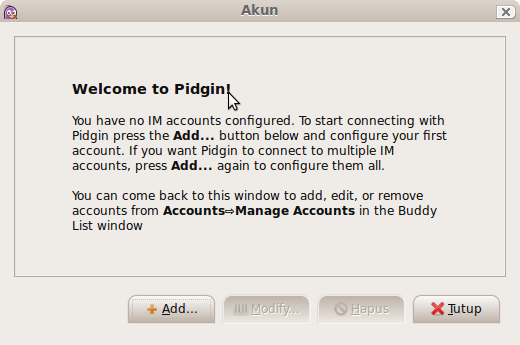 Akun
Welcome to Pidgin!
You have no IM accounts configured. To start connecting with
Pidgin press the Add... button below and configure your first
account. If you want Pidgin to connect to multiple IM
accounts, press Add... again to configure them all.
You can come back to this window to add, edit, or remove
accounts from Accounts⇨Manage Accounts in the Buddy
List window
Add... Modify... Hapus Tutup